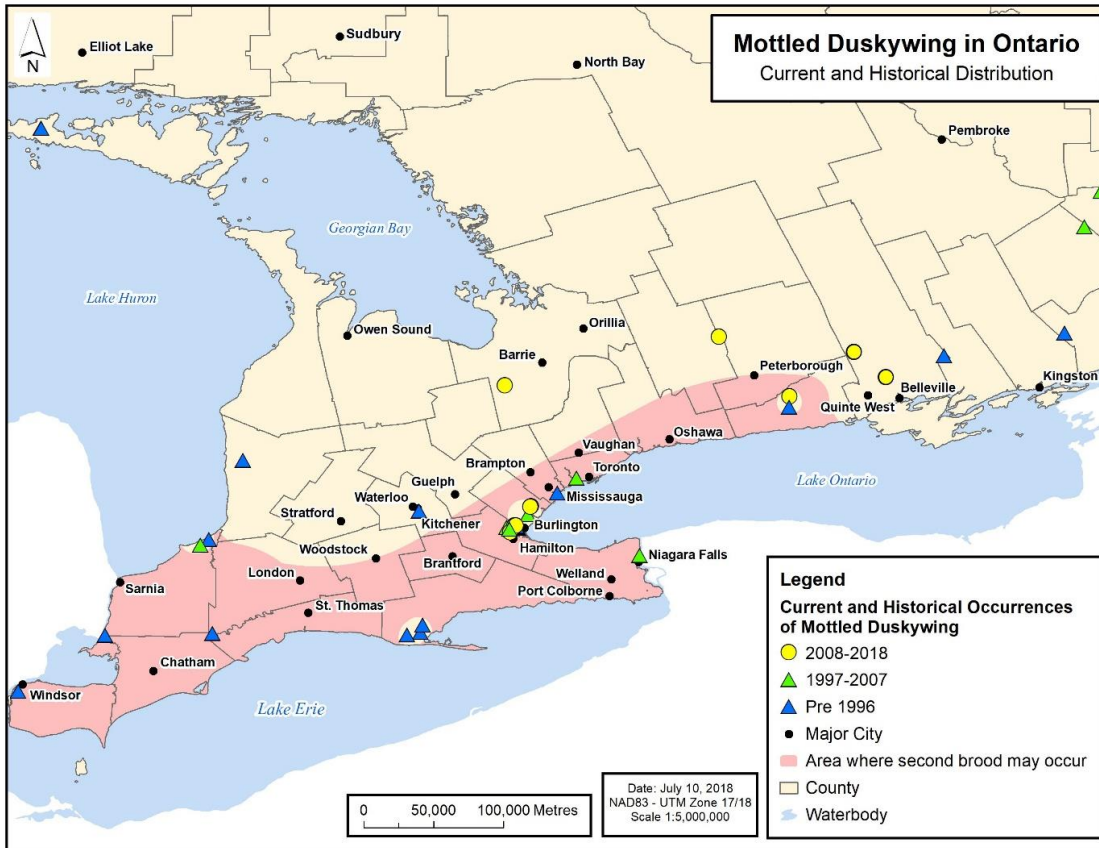 Mottled Duskywing in Ontario
Current and Historical Distribution
N
Elliot Lake
Sudbury
North Bay
Pembroke
Georgian Bay
Lake Huron
Owen Sound
Orillia
Barrie
Peterborough
Kingston
Belleville
Quinte West
Oshawa
Vaughan
Toronto
Brampton
Mississauga
Lake Ontario
Guelph
Waterloo
Kitchener
Stratford
Burlington
Hamilton
Woodstock
Brantford
Niagara Falls
London
Welland
Sarnia
St. Thomas
Port Colborne
Chatham
Windsor
Lake Erie
0 50,000 100,000 Metres
Date: July 10, 2018
NAD83 - UTM Zone 17/18
Scale 1:5,000,000
Legend
Current and Historical Occurrences
of Mottled Duskywing
2008-2018
1997-2007
Pre 1996
Major City
Area where second brood may occur
County
Waterbody